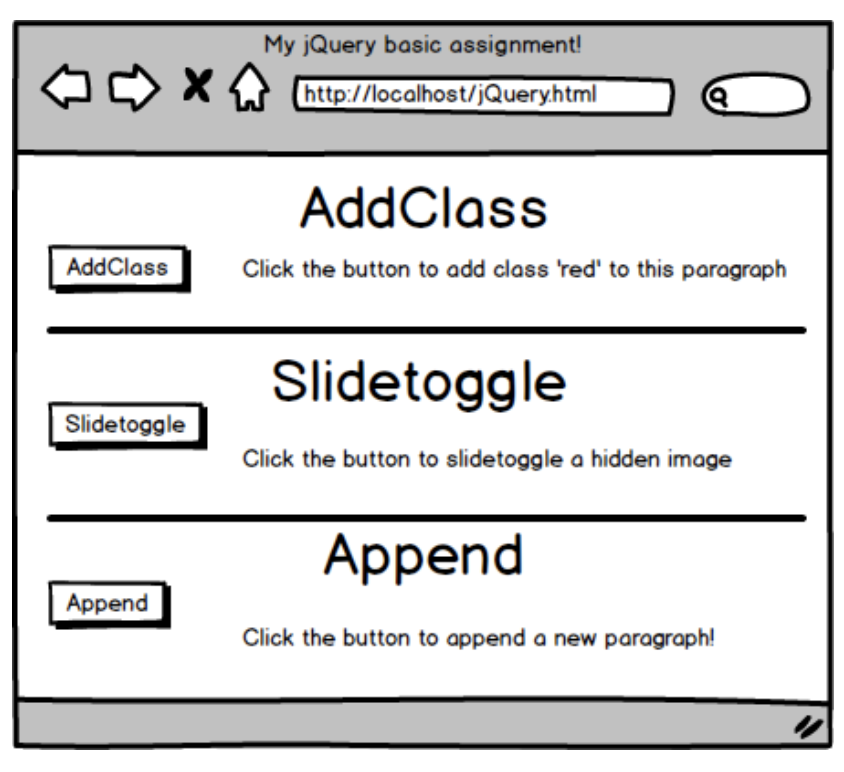 My jQuery basic assignment!
http://localhost/jQuery.html
AddClass
AddClass
Click the button to add class 'red' to this paragraph
Slidetoggle
Slidetoggle
Click the button to slidetoggle a hidden image
Append
Append
Click the button to append a new paragraph!